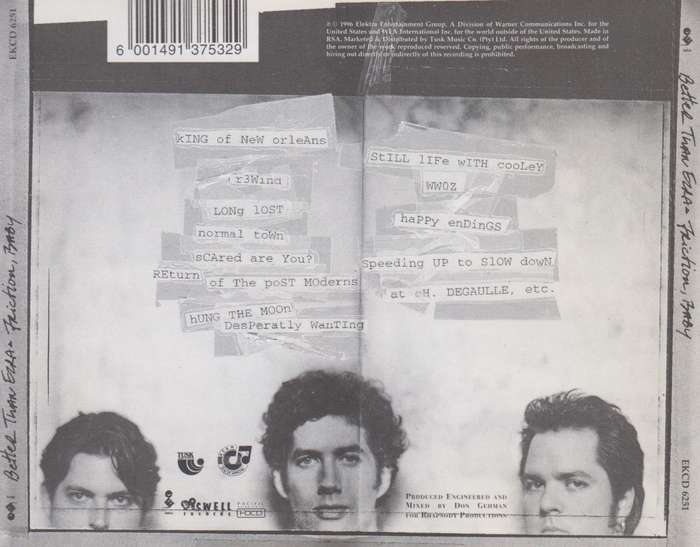 6001491 375329
℗ © 1996 Elektra Entertainment Group, A Division of Warner Communications Inc. for the
United States and WEA International Inc. for the world outside of the United States. Made in
RSA. Marketed & Distributed by Tusk Music Co. (Pty) Ltd. All rights of the producer and of
the owner of the work reproduced reserved. Copying, public performance, broadcasting and
hiring out directly or indirectly of this recording is prohibited.
EKCD 6251
Better Than Ezra - Friction, Baby
kING of NeW orleAns
r3Wind
LONg lOST
normal toWn
sCAred are You?
REturn of The poST MOderns
hUNG THE MOOn
DesPeratly WanTIng
StILL lIFe wITH cooLeY
WWOZ
haPPy enDinGS
Speeding UP to SlOW dowN
at cH. DEGAULLE, etc.
TUSK
SWELL
PACIFIC
HDCD
Produced Engineered and
Mixed by Don Gehman
for Rhapsody Productions
Better Than Ezra - Friction, Baby
EKCD 6251